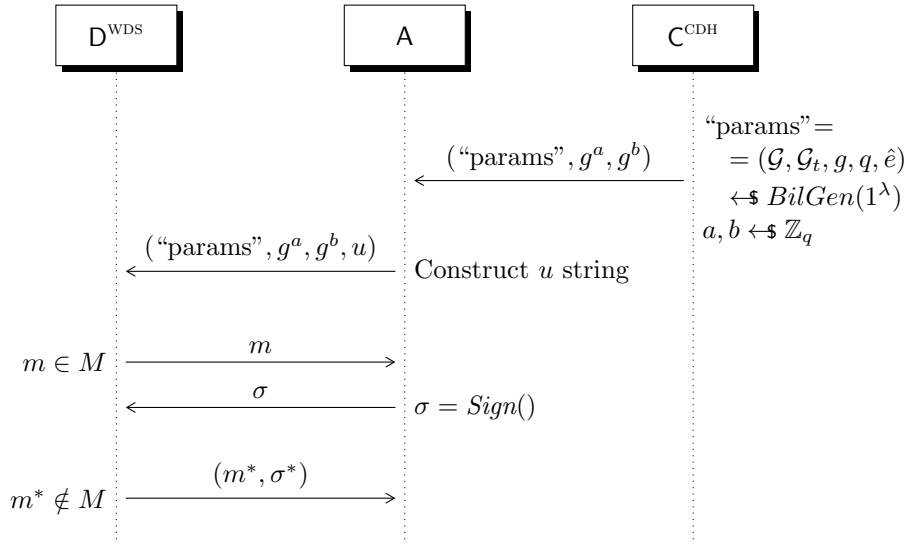 D^WDS A C^CDH
“params”=
(“params”, g^a, g^b) = (𝒢, 𝒢_t, g, q, ê)
←$ BilGen(1^λ)
a, b ←$ ℤ_q
(“params”, g^a, g^b, u) Construct u string
m ∈ M m
σ σ = Sign()
m* ∉ M (m*, σ*)